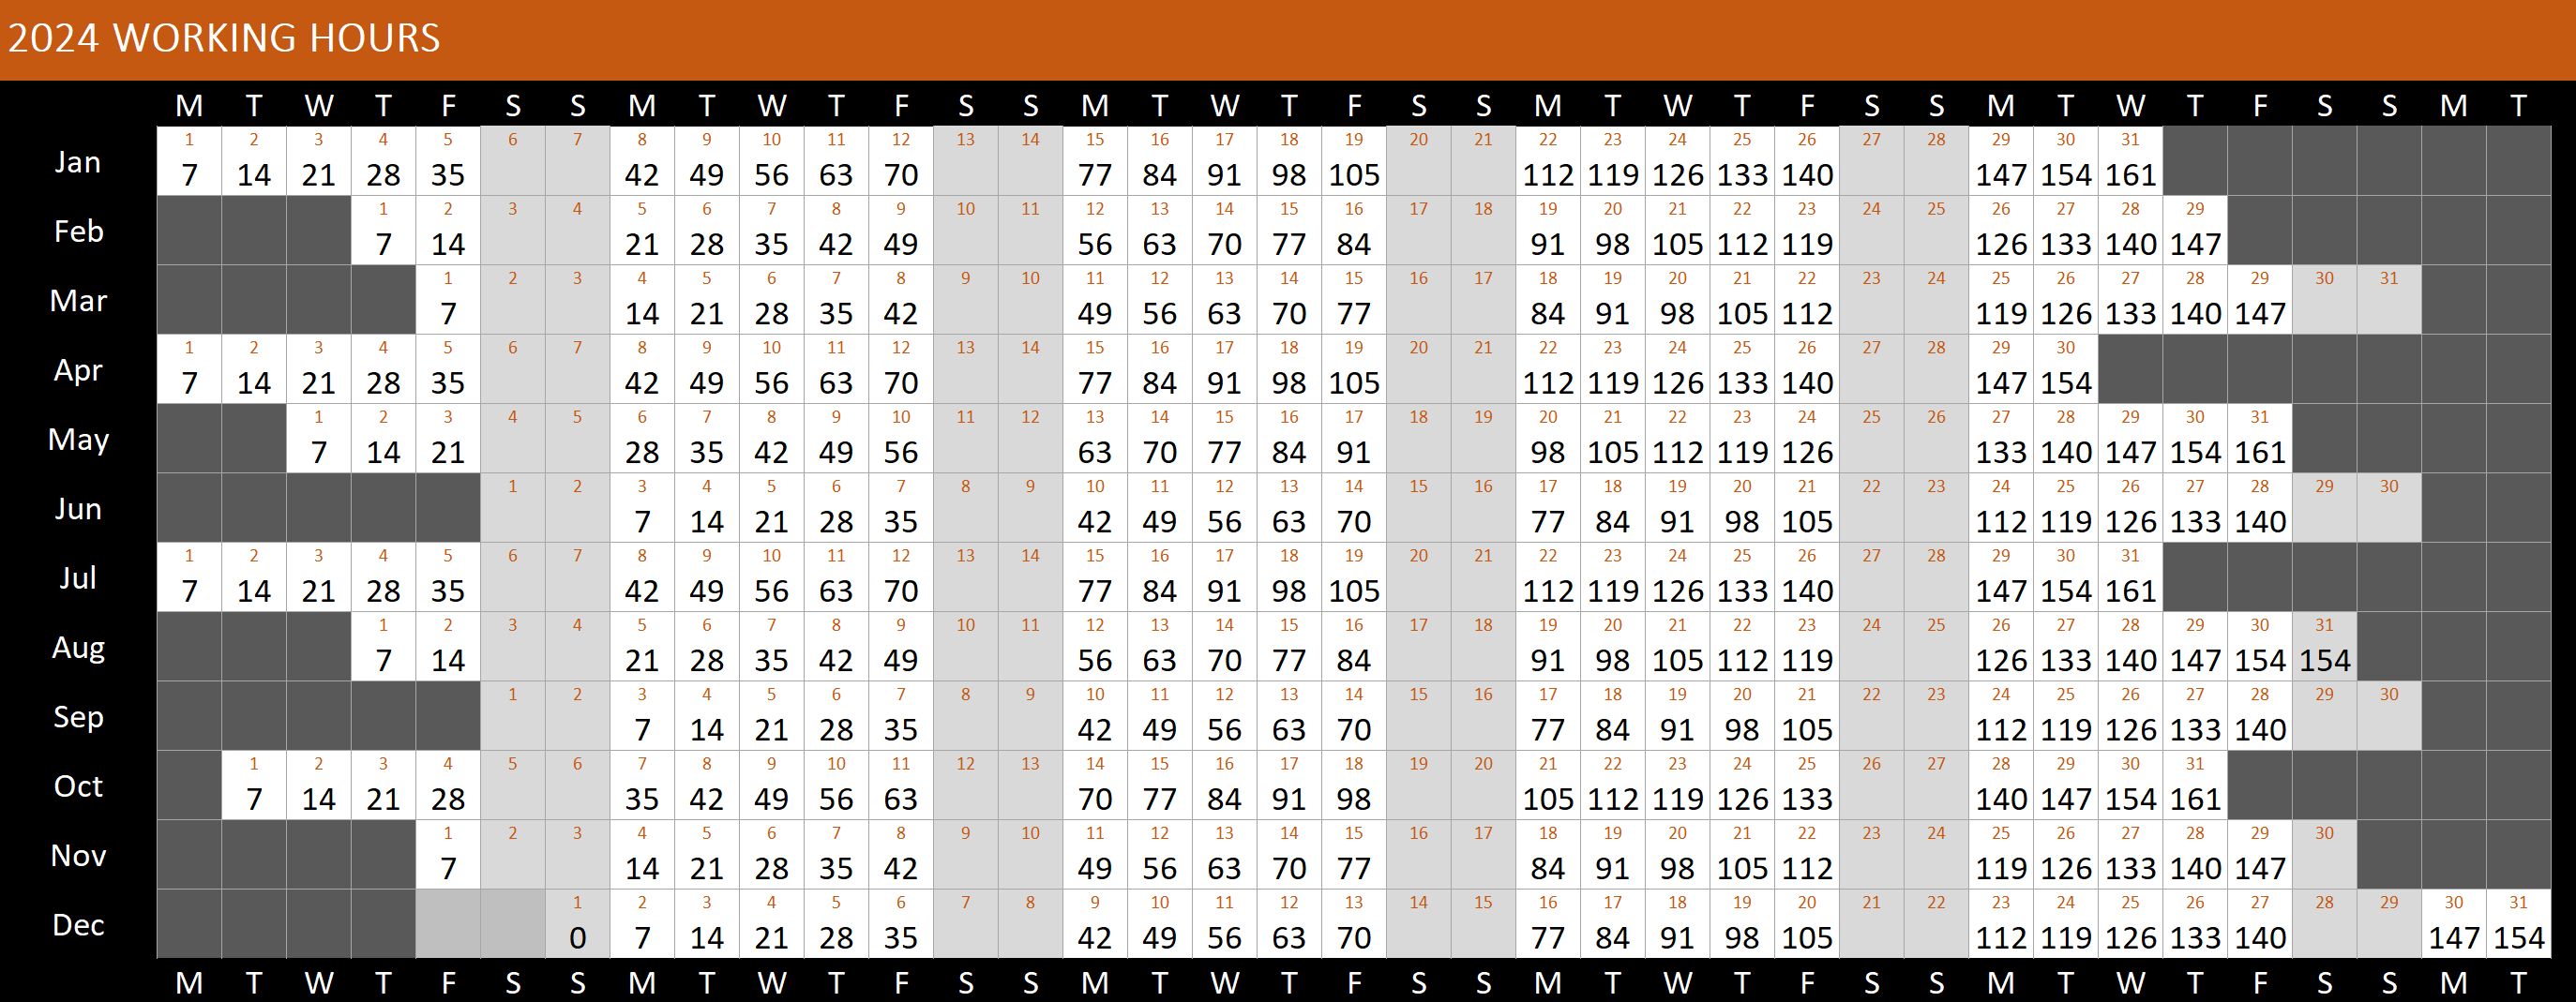 2024 WORKING HOURS
M T W T F S S M T W T F S S M T W T F S S M T W T F S S M T W T F S S M T
1 2 3 4 5 6 7 8 9 10 11 12 13 14 15 16 17 18 19 20 21 22 23 24 25 26 27 28 29 30 31
Jan 7 14 21 28 35 42 49 56 63 70 77 84 91 98 105 112 119 126 133 140 147 154 161
1 2 3 4 5 6 7 8 9 10 11 12 13 14 15 16 17 18 19 20 21 22 23 24 25 26 27 28 29
Feb 7 14 21 28 35 42 49 56 63 70 77 84 91 98 105 112 119 126 133 140 147
1 2 3 4 5 6 7 8 9 10 11 12 13 14 15 16 17 18 19 20 21 22 23 24 25 26 27 28 29 30 31
Mar 7 14 21 28 35 42 49 56 63 70 77 84 91 98 105 112 119 126 133 140 147
1 2 3 4 5 6 7 8 9 10 11 12 13 14 15 16 17 18 19 20 21 22 23 24 25 26 27 28 29 30
Apr 7 14 21 28 35 42 49 56 63 70 77 84 91 98 105 112 119 126 133 140 147 154
1 2 3 4 5 6 7 8 9 10 11 12 13 14 15 16 17 18 19 20 21 22 23 24 25 26 27 28 29 30 31
May 7 14 21 28 35 42 49 56 63 70 77 84 91 98 105 112 119 126 133 140 147 154 161
1 2 3 4 5 6 7 8 9 10 11 12 13 14 15 16 17 18 19 20 21 22 23 24 25 26 27 28 29 30
Jun 7 14 21 28 35 42 49 56 63 70 77 84 91 98 105 112 119 126 133 140
1 2 3 4 5 6 7 8 9 10 11 12 13 14 15 16 17 18 19 20 21 22 23 24 25 26 27 28 29 30 31
Jul 7 14 21 28 35 42 49 56 63 70 77 84 91 98 105 112 119 126 133 140 147 154 161
1 2 3 4 5 6 7 8 9 10 11 12 13 14 15 16 17 18 19 20 21 22 23 24 25 26 27 28 29 30 31
Aug 7 14 21 28 35 42 49 56 63 70 77 84 91 98 105 112 119 126 133 140 147 154 154
1 2 3 4 5 6 7 8 9 10 11 12 13 14 15 16 17 18 19 20 21 22 23 24 25 26 27 28 29 30
Sep 7 14 21 28 35 42 49 56 63 70 77 84 91 98 105 112 119 126 133 140
1 2 3 4 5 6 7 8 9 10 11 12 13 14 15 16 17 18 19 20 21 22 23 24 25 26 27 28 29 30 31
Oct 7 14 21 28 35 42 49 56 63 70 77 84 91 98 105 112 119 126 133 140 147 154 161
1 2 3 4 5 6 7 8 9 10 11 12 13 14 15 16 17 18 19 20 21 22 23 24 25 26 27 28 29 30
Nov 7 14 21 28 35 42 49 56 63 70 77 84 91 98 105 112 119 126 133 140 147
1 2 3 4 5 6 7 8 9 10 11 12 13 14 15 16 17 18 19 20 21 22 23 24 25 26 27 28 29 30 31
Dec 0 7 14 21 28 35 42 49 56 63 70 77 84 91 98 105 112 119 126 133 140 147 154
M T W T F S S M T W T F S S M T W T F S S M T W T F S S M T W T F S S M T